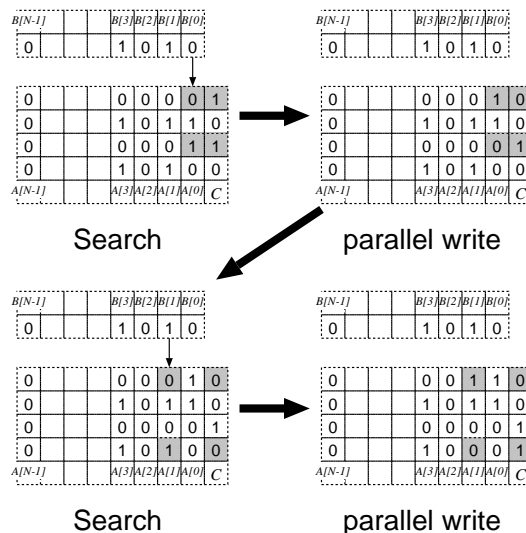 B[N-1] B[3] B[2] B[1] B[0]
0 1 0 1 0
0 0 0 0 0 1
0 1 0 1 1 0
0 0 0 0 1 1
0 1 0 1 0 0
A[N-1] A[3] A[2] A[1] A[0] C
Search
B[N-1] B[3] B[2] B[1] B[0]
0 1 0 1 0
0 0 0 0 1 0
0 1 0 1 1 0
0 0 0 0 0 1
0 1 0 1 0 0
A[N-1] A[3] A[2] A[1] A[0] C
parallel write
B[N-1] B[3] B[2] B[1] B[0]
0 1 0 1 0
0 0 0 0 1 0
0 1 0 1 1 0
0 0 0 0 0 1
0 1 0 1 0 0
A[N-1] A[3] A[2] A[1] A[0] C
Search
B[N-1] B[3] B[2] B[1] B[0]
0 1 0 1 0
0 0 0 1 1 0
0 1 0 1 1 0
0 0 0 0 0 1
0 1 0 0 0 1
A[N-1] A[3] A[2] A[1] A[0] C
parallel write